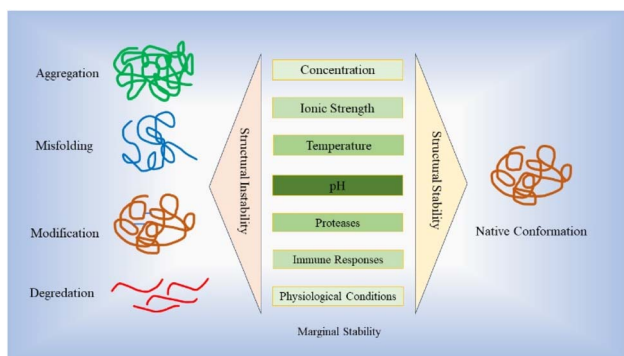 Aggregation
Misfolding
Modification
Degredation
Structural Instability
Concentration
Ionic Strength
Temperature
pH
Proteases
Immune Responses
Physiological Conditions
Marginal Stability
Structural Stability
Native Conformation